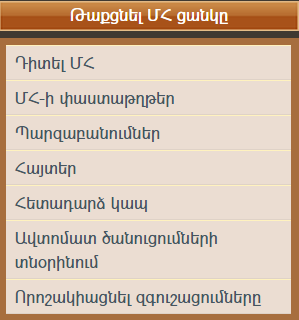 Թաքցնել ՄՀ ցանկը
Դիտել ՄՀ
ՄՀ-ի փաստաթղթեր
Պարզաբանումներ
Հայտեր
Հետադարձ կապ
Ավտոմատ ծանուցումների
տնօրինում
Որոշակիացնել զգուշացումները